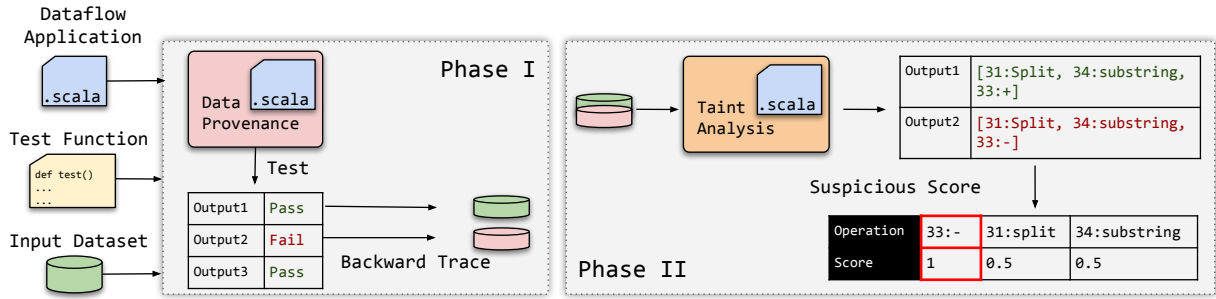 Dataflow
Application
.scala
Test Function
def test()
...
...
Input Dataset
Phase I
.scala
Data
Provenance
Test
Output1 Pass
Output2 Fail
Output3 Pass
Backward Trace
Phase II
.scala
Taint
Analysis
Output1 [31:Split, 34:substring,
33:+]
Output2 [31:Split, 34:substring,
33:-]
Suspicious Score
Operation 33:- 31:split 34:substring
Score 1 0.5 0.5